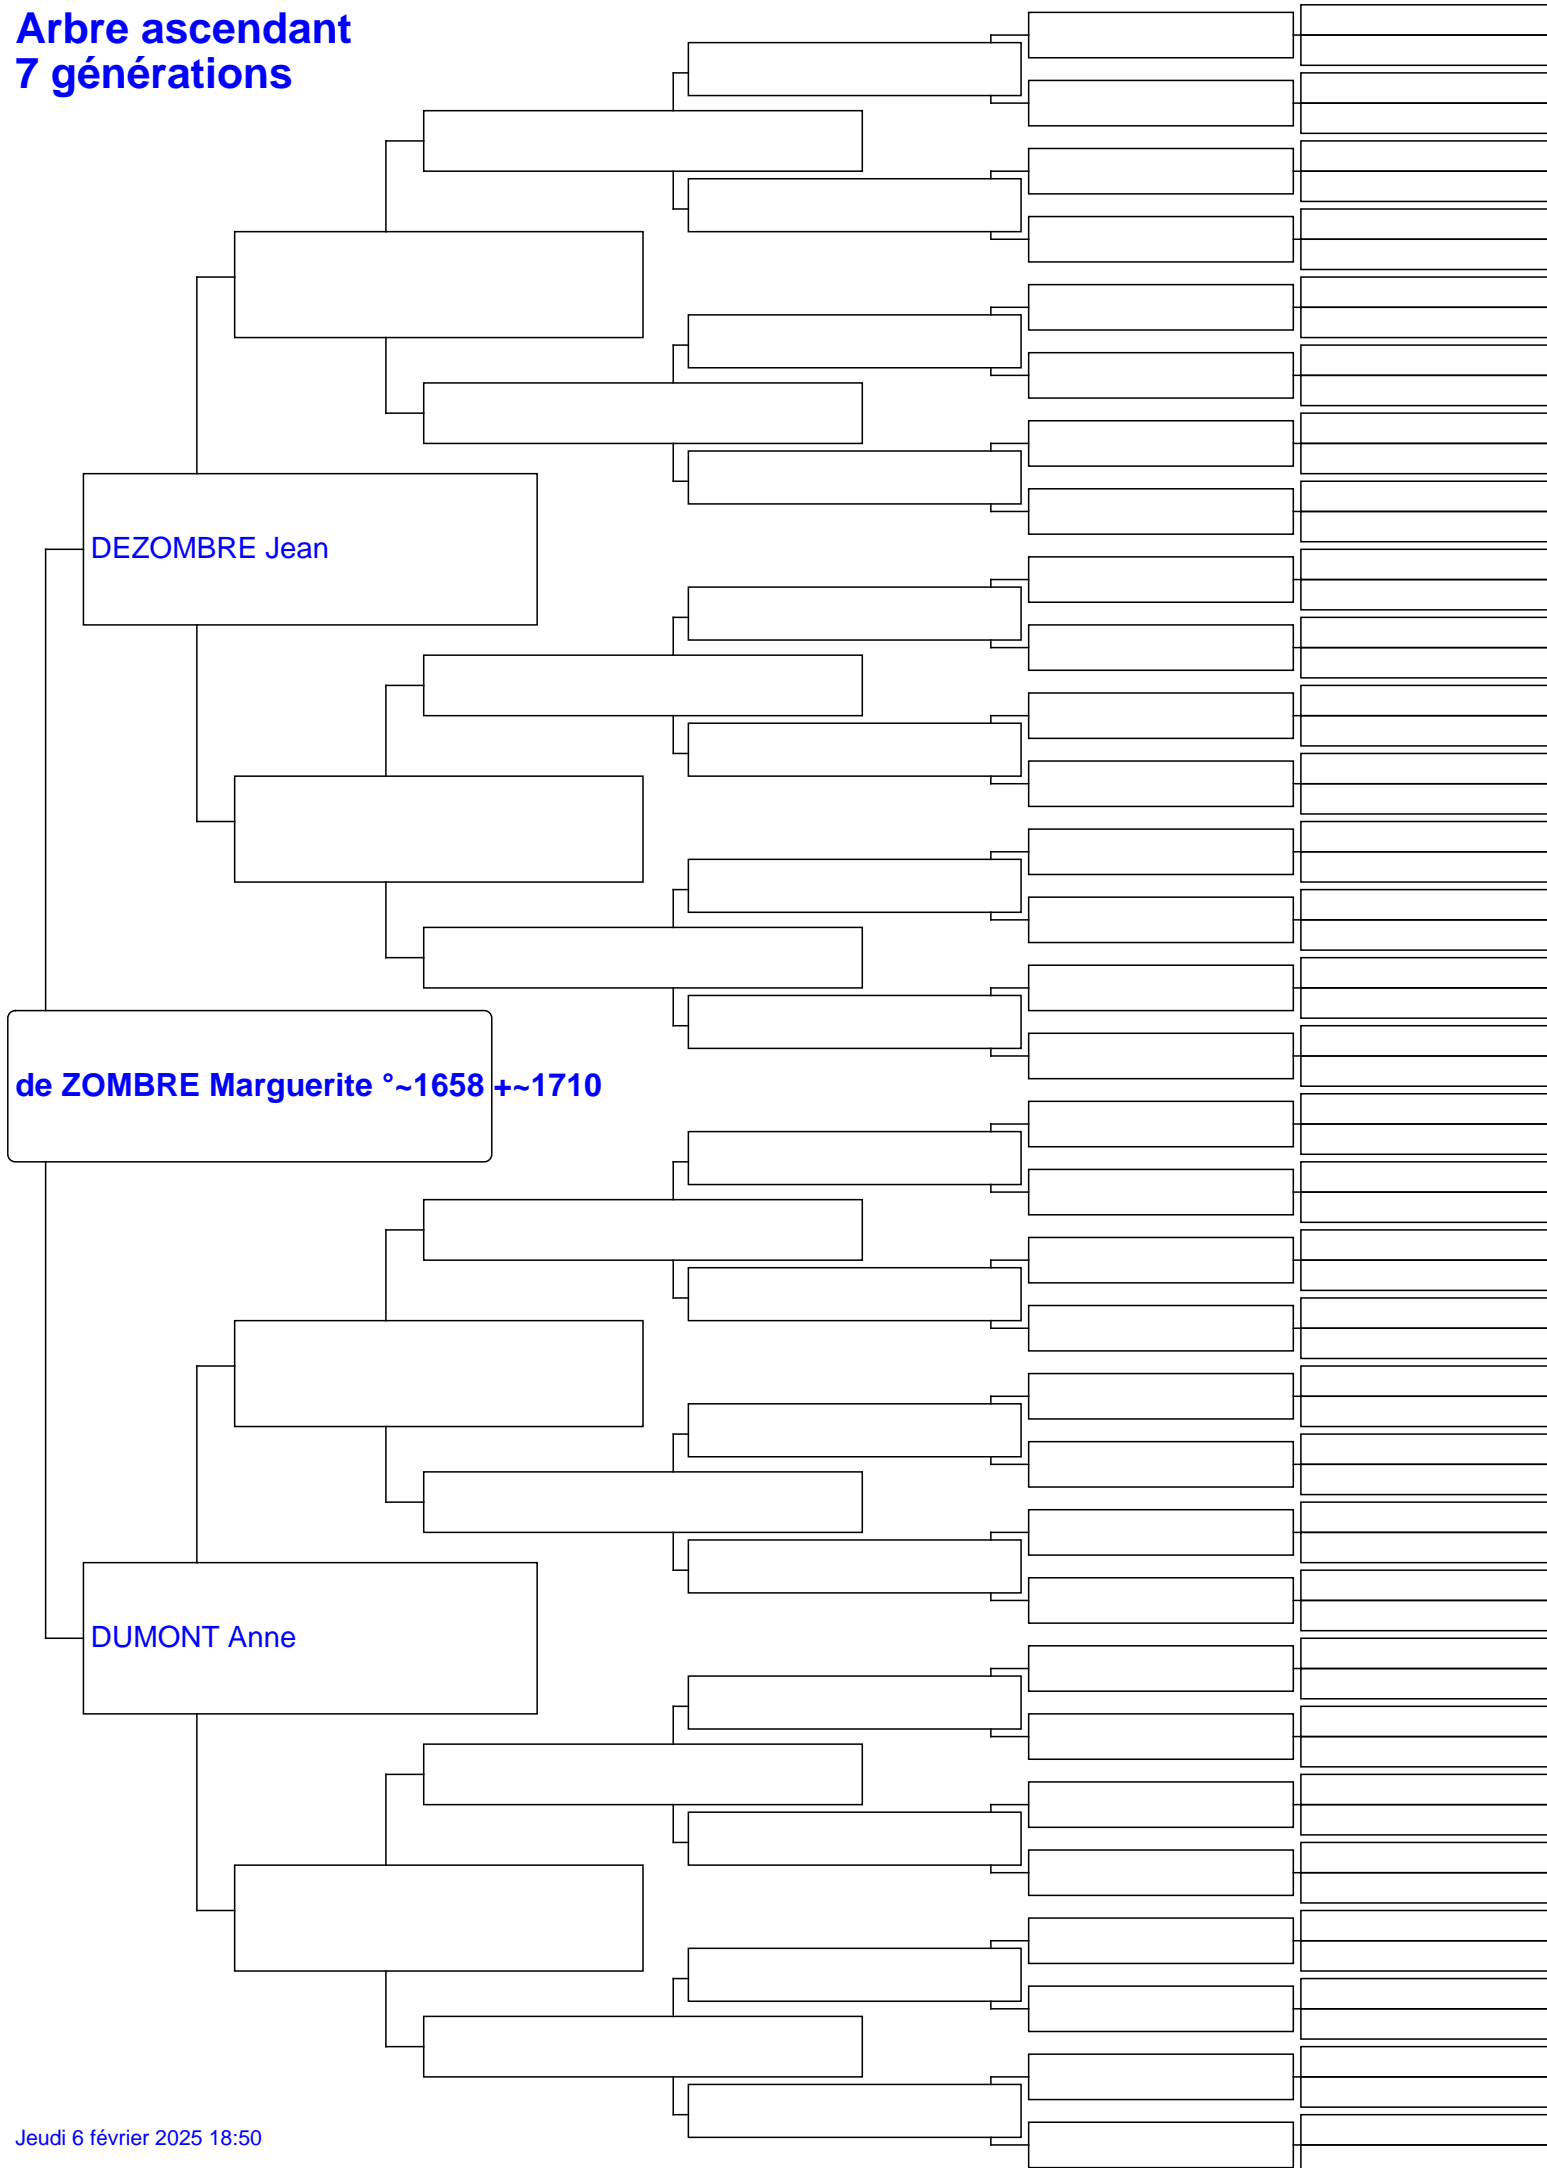 Arbre ascendant
7 générations
DEZOMBRE Jean
de ZOMBRE Marguerite °~1658 +~1710
DUMONT Anne
Jeudi 6 février 2025 18:50